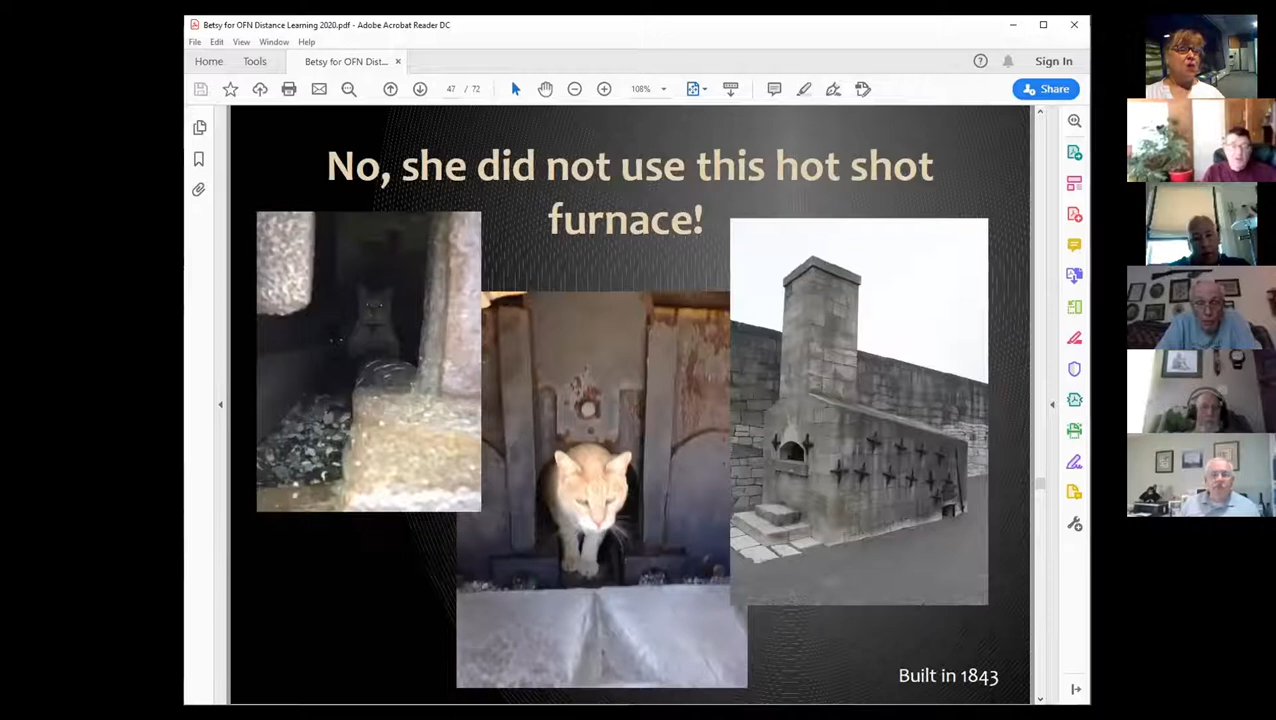 Betsy for OFN Distance Learning 2020.pdf - Adobe Acrobat Reader DC
File Edit View Window Help
Home Tools Betsy for OFN Dist... Sign In
47 / 72 108% Share
No, she did not use this hot shot
furnace!
Built in 1843